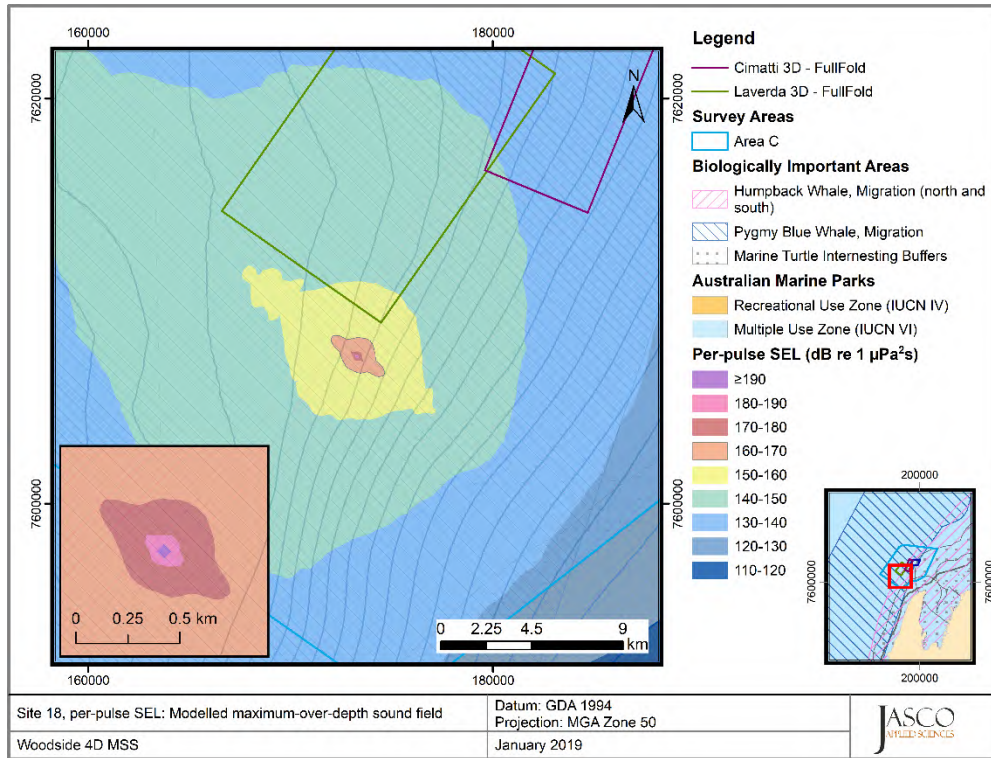 160000
180000
7620000
7620000
N
7600000
7600000
0 0.25 0.5 km
0 2.25 4.5 9
km
160000
180000
Legend
Cimatti 3D - FullFold
Laverda 3D - FullFold
Survey Areas
Area C
Biologically Important Areas
Humpback Whale, Migration (north and
south)
Pygmy Blue Whale, Migration
Marine Turtle Internesting Buffers
Australian Marine Parks
Recreational Use Zone (IUCN IV)
Multiple Use Zone (IUCN VI)
Per-pulse SEL (dB re 1 µPa²s)
≥190
180-190
170-180
160-170
150-160
140-150
130-140
120-130
110-120
200000
7600000
7600000
200000
Site 18, per-pulse SEL: Modelled maximum-over-depth sound field
Datum: GDA 1994
Projection: MGA Zone 50
Woodside 4D MSS
January 2019
JASCO
APPLIED SCIENCES